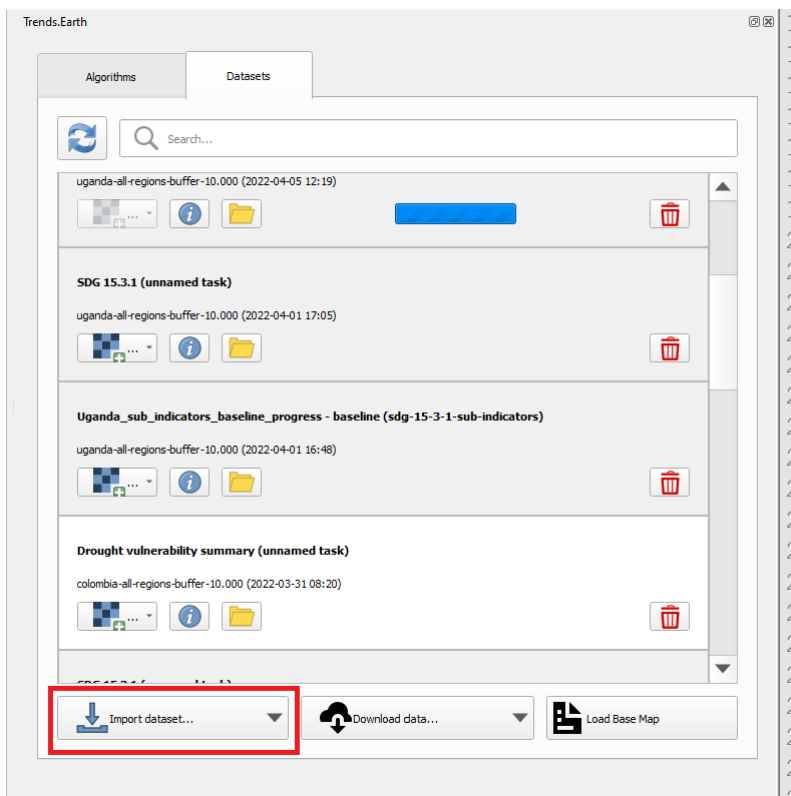 Trends.Earth
Algorithms
Datasets
Search...
uganda-all-regions-buffer-10.000 (2022-04-05 12:19)
...
SDG 15.3.1 (unnamed task)
uganda-all-regions-buffer-10.000 (2022-04-01 17:05)
...
Uganda_sub_indicators_baseline_progress - baseline (sdg-15-3-1-sub-indicators)
uganda-all-regions-buffer-10.000 (2022-04-01 16:48)
...
Drought vulnerability summary (unnamed task)
colombia-all-regions-buffer-10.000 (2022-03-31 08:20)
...
Import dataset...
Download data...
Load Base Map